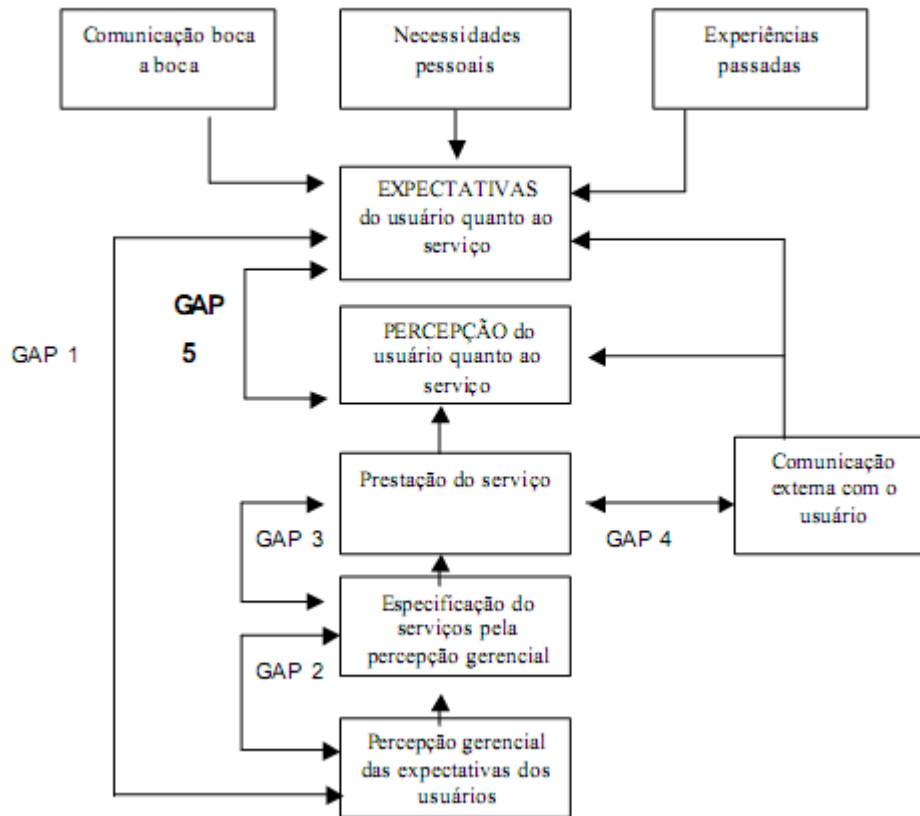 Comunicação boca
a boca
Necessidades
pessoais
Experiências
passadas
EXPECTATIVAS
do usuário quanto ao
serviço
GAP
5
GAP 1
PERCEPÇÃO do
usuário quanto ao
serviço
Prestação do serviço
Comunicação
externa com o
usuário
GAP 3
GAP 4
Especificação do
serviços pela
percepção gerencial
GAP 2
Percepção gerencial
das expectativas dos
usuários